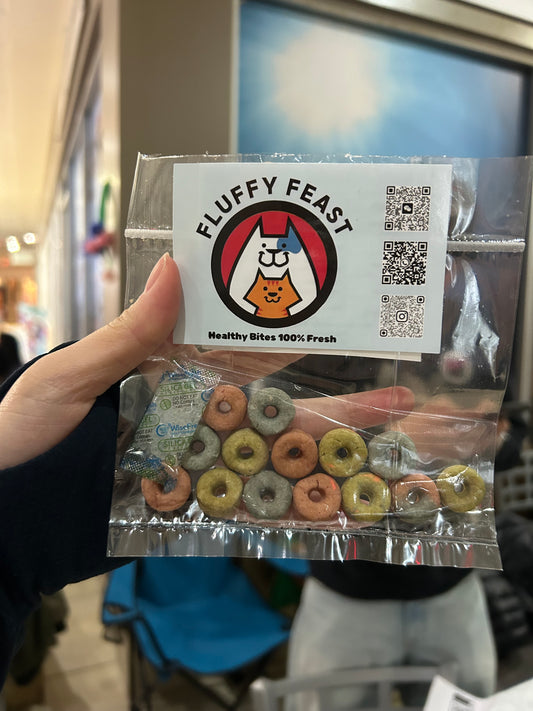 FLUFFY FEAST
Healthy Bites 100% Fresh